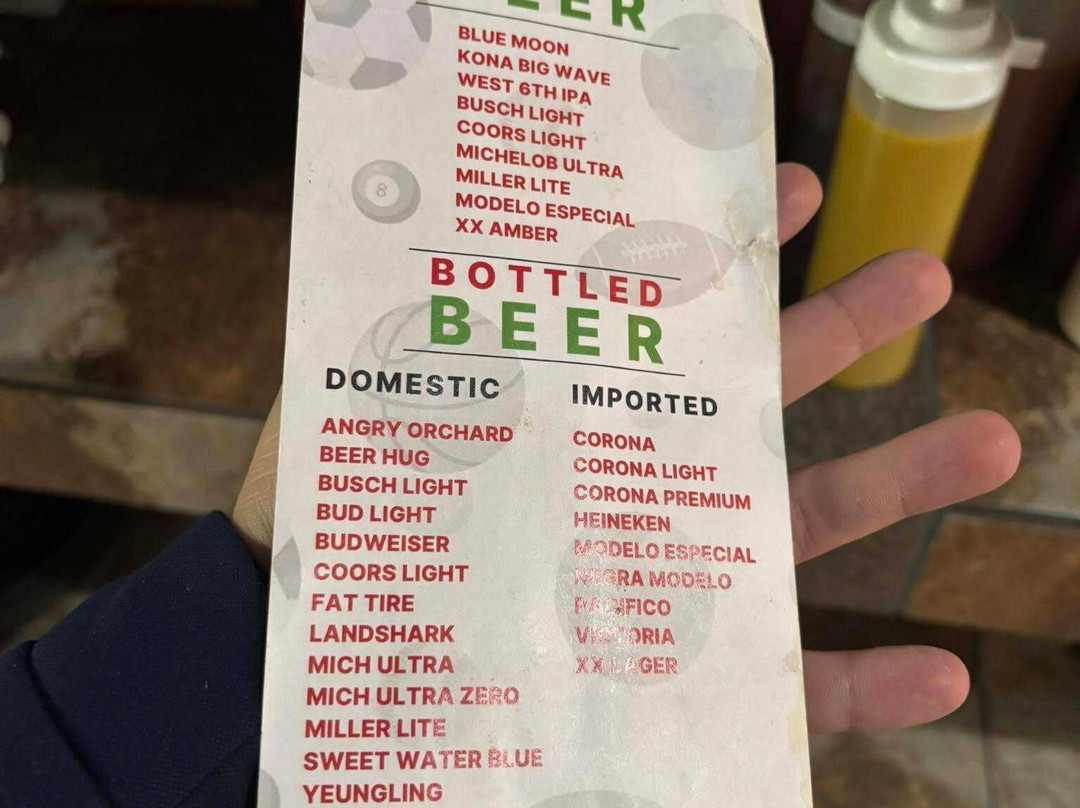 BEER
BLUE MOON
KONA BIG WAVE
WEST 6TH IPA
BUSCH LIGHT
COORS LIGHT
MICHELOB ULTRA
MILLER LITE
MODELO ESPECIAL
XX AMBER
8
BOTTLED
BEER
DOMESTIC
ANGRY ORCHARD
BEER HUG
BUSCH LIGHT
BUD LIGHT
BUDWEISER
COORS LIGHT
FAT TIRE
LANDSHARK
MICH ULTRA
MICH ULTRA ZERO
MILLER LITE
SWEET WATER BLUE
YEUNGLING
IMPORTED
CORONA
CORONA LIGHT
CORONA PREMIUM
HEINEKEN
MODELO ESPECIAL
NEGRA MODELO
PACIFICO
VICTORIA
XX LAGER